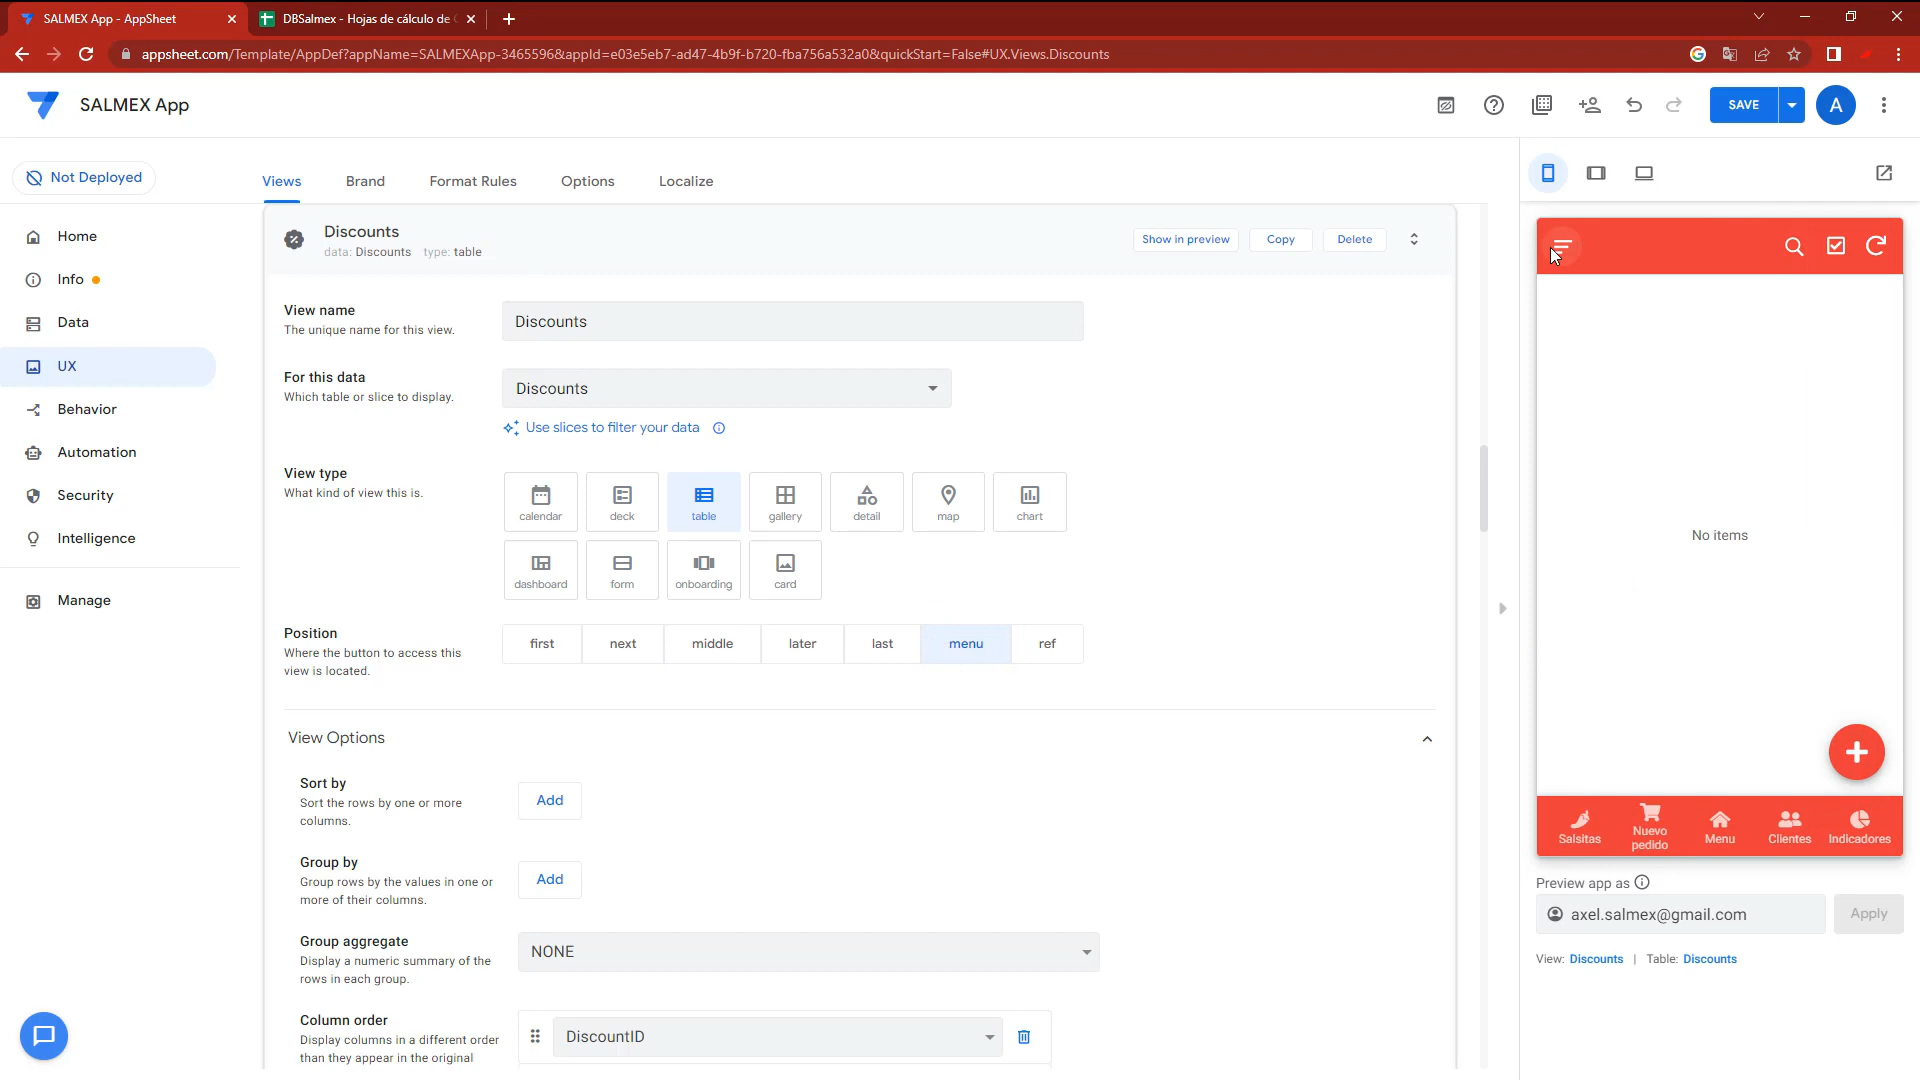 SALMEX App - AppSheet
DBSalmex - Hojas de cálculo de
appsheet.com/Template/AppDef?appName=SALMEXApp-3465596&appId=e03e5eb7-ad47-4b9f-b720-fba756a532a0&quickStart=False#UX.Views.Discounts
SALMEX App
SAVE
A
Not Deployed
Views
Brand
Format Rules
Options
Localize
Home
Info
Data
UX
Behavior
Automation
Security
Intelligence
Manage
Discounts
data: Discounts type: table
Show in preview
Copy
Delete
View name
The unique name for this view.
Discounts
For this data
Which table or slice to display.
Discounts
Use slices to filter your data
View type
What kind of view this is.
calendar
deck
table
gallery
detail
map
chart
dashboard
form
onboarding
card
Position
Where the button to access this
view is located.
first
next
middle
later
last
menu
ref
View Options
Sort by
Sort the rows by one or more
columns.
Add
Group by
Group rows by the values in one or
more of their columns.
Add
Group aggregate
Display a numeric summary of the
rows in each group.
NONE
Column order
Display columns in a different order
than they appear in the original
DiscountID
No items
Salsitas
Nuevo
pedido
Menu
Clientes
Indicadores
Preview app as
axel.salmex@gmail.com
Apply
View: Discounts | Table: Discounts